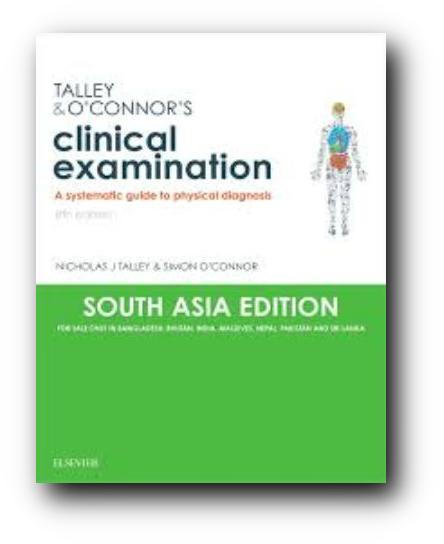 TALLEY
& O'CONNOR'S
clinical
examination
A systematic guide to physical diagnosis
edition
NICHOLAS J TALLEY & SIMON O'CONNOR
SOUTH ASIA EDITION
FOR SALE ONLY IN BANGLADESH, BHUTAN, INDIA, MALDIVES, NEPAL, PAKISTAN AND SRI LANKA
ELSEVIER